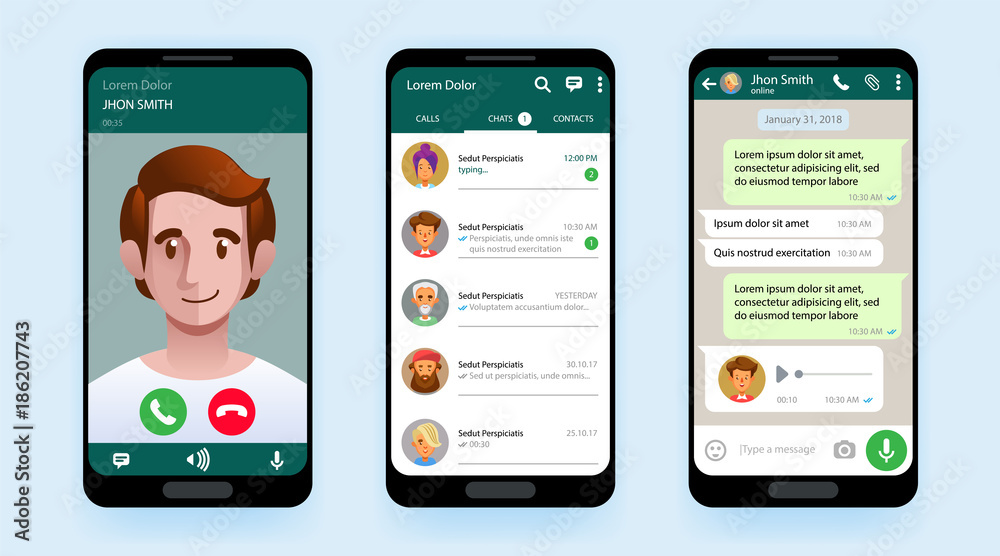 Lorem Dolor
JHON SMITH
00:35
Lorem Dolor
CALLS
CHATS 1
CONTACTS
Sedut Perspiciatis 12:00 PM
typing... 2
Sedut Perspiciatis 10:30 AM
Perspiciatis, unde omnis iste
quis nostrud exercitation 1
Sedut Perspiciatis YESTERDAY
Voluptatem accusantium dolor...
Sedut Perspiciatis 30.10.17
Sed ut perspiciatis, unde omnis...
Sedut Perspiciatis 25.10.17
00:30
Jhon Smith
online
January 31, 2018
Lorem ipsum dolor sit amet,
consectetur adipisicing elit, sed
do eiusmod tempor labore
10:30 AM
Ipsum dolor sit amet 10:30 AM
Quis nostrud exercitation 10:30 AM
Lorem ipsum dolor sit amet,
consectetur adipisicing elit, sed
do eiusmod tempor labore
10:30 AM
00:10 10:30 AM
Type a message
Adobe Stock | #186207743
Adobe Stock